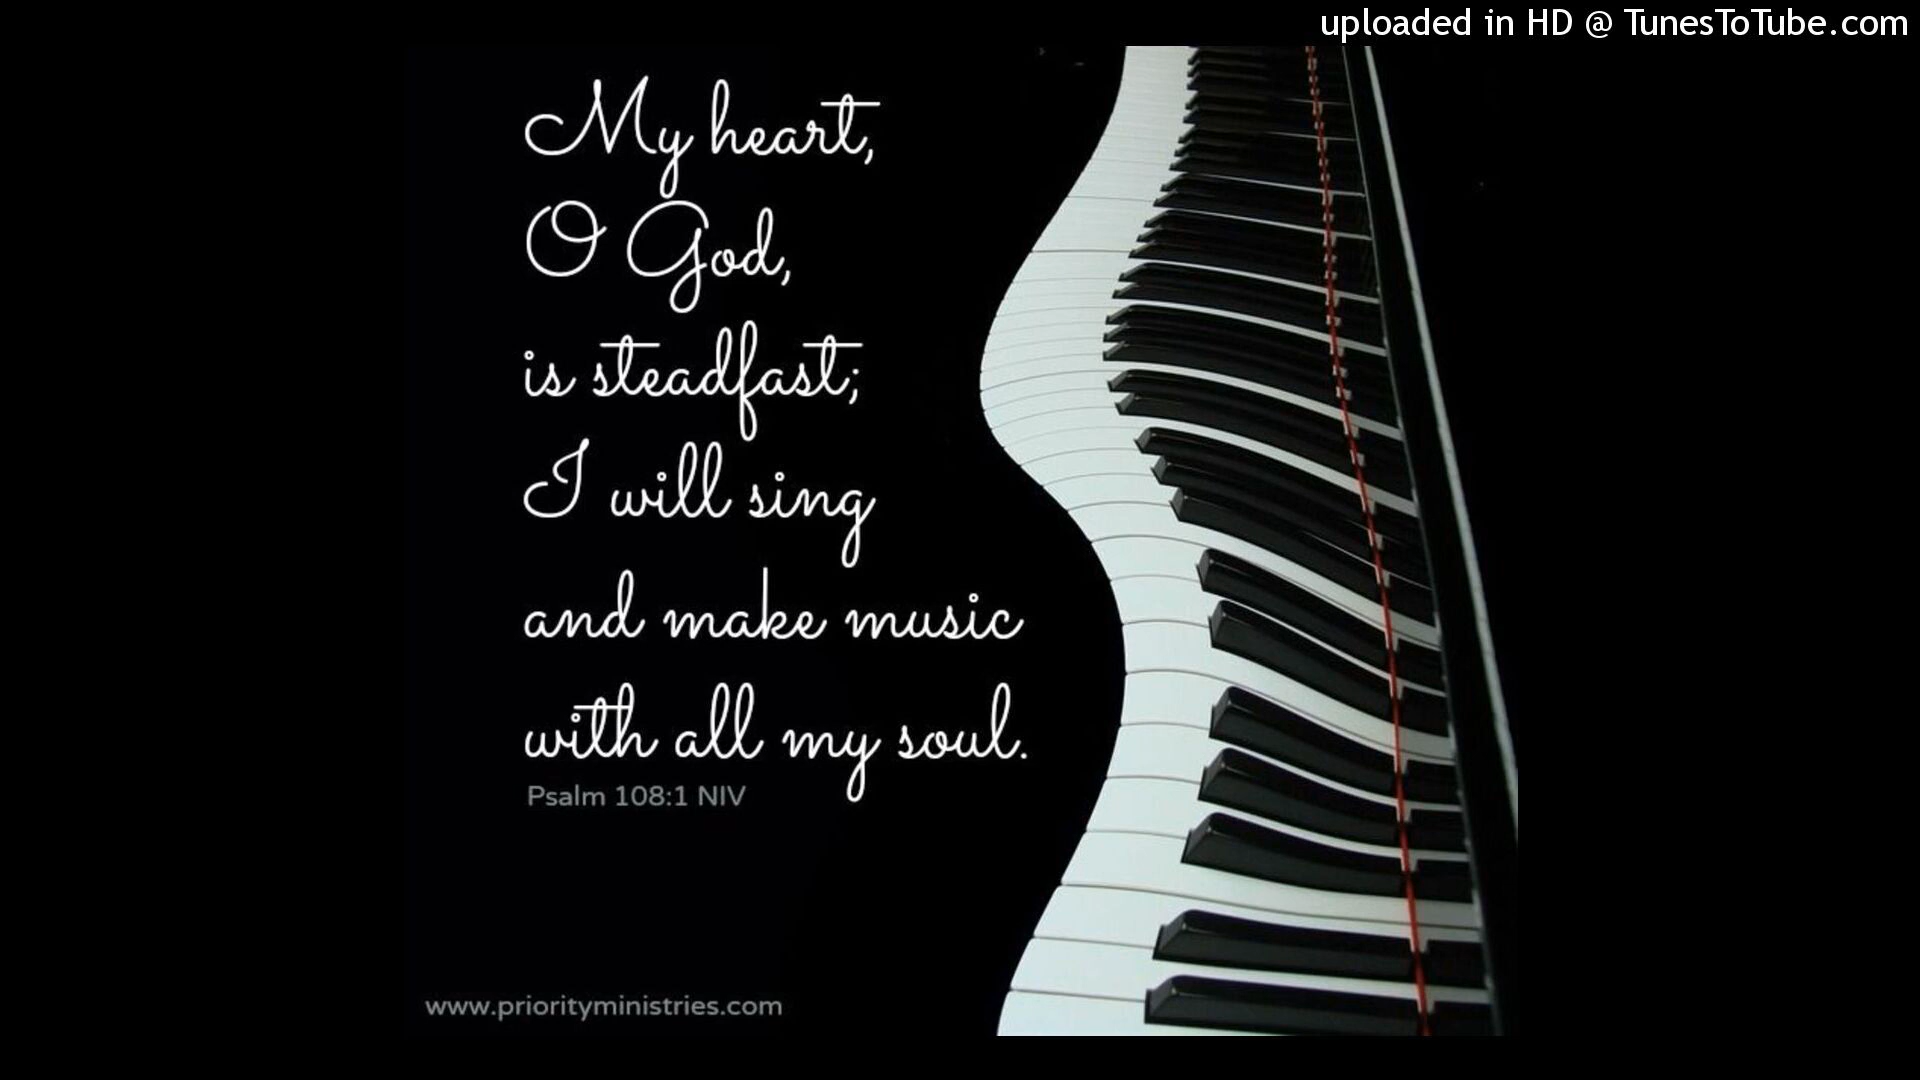 uploaded in HD @ TunesToTube.com
My heart,
O God,
is steadfast;
I will sing
and make music
with all my soul.
Psalm 108:1 NIV
www.priorityministries.com